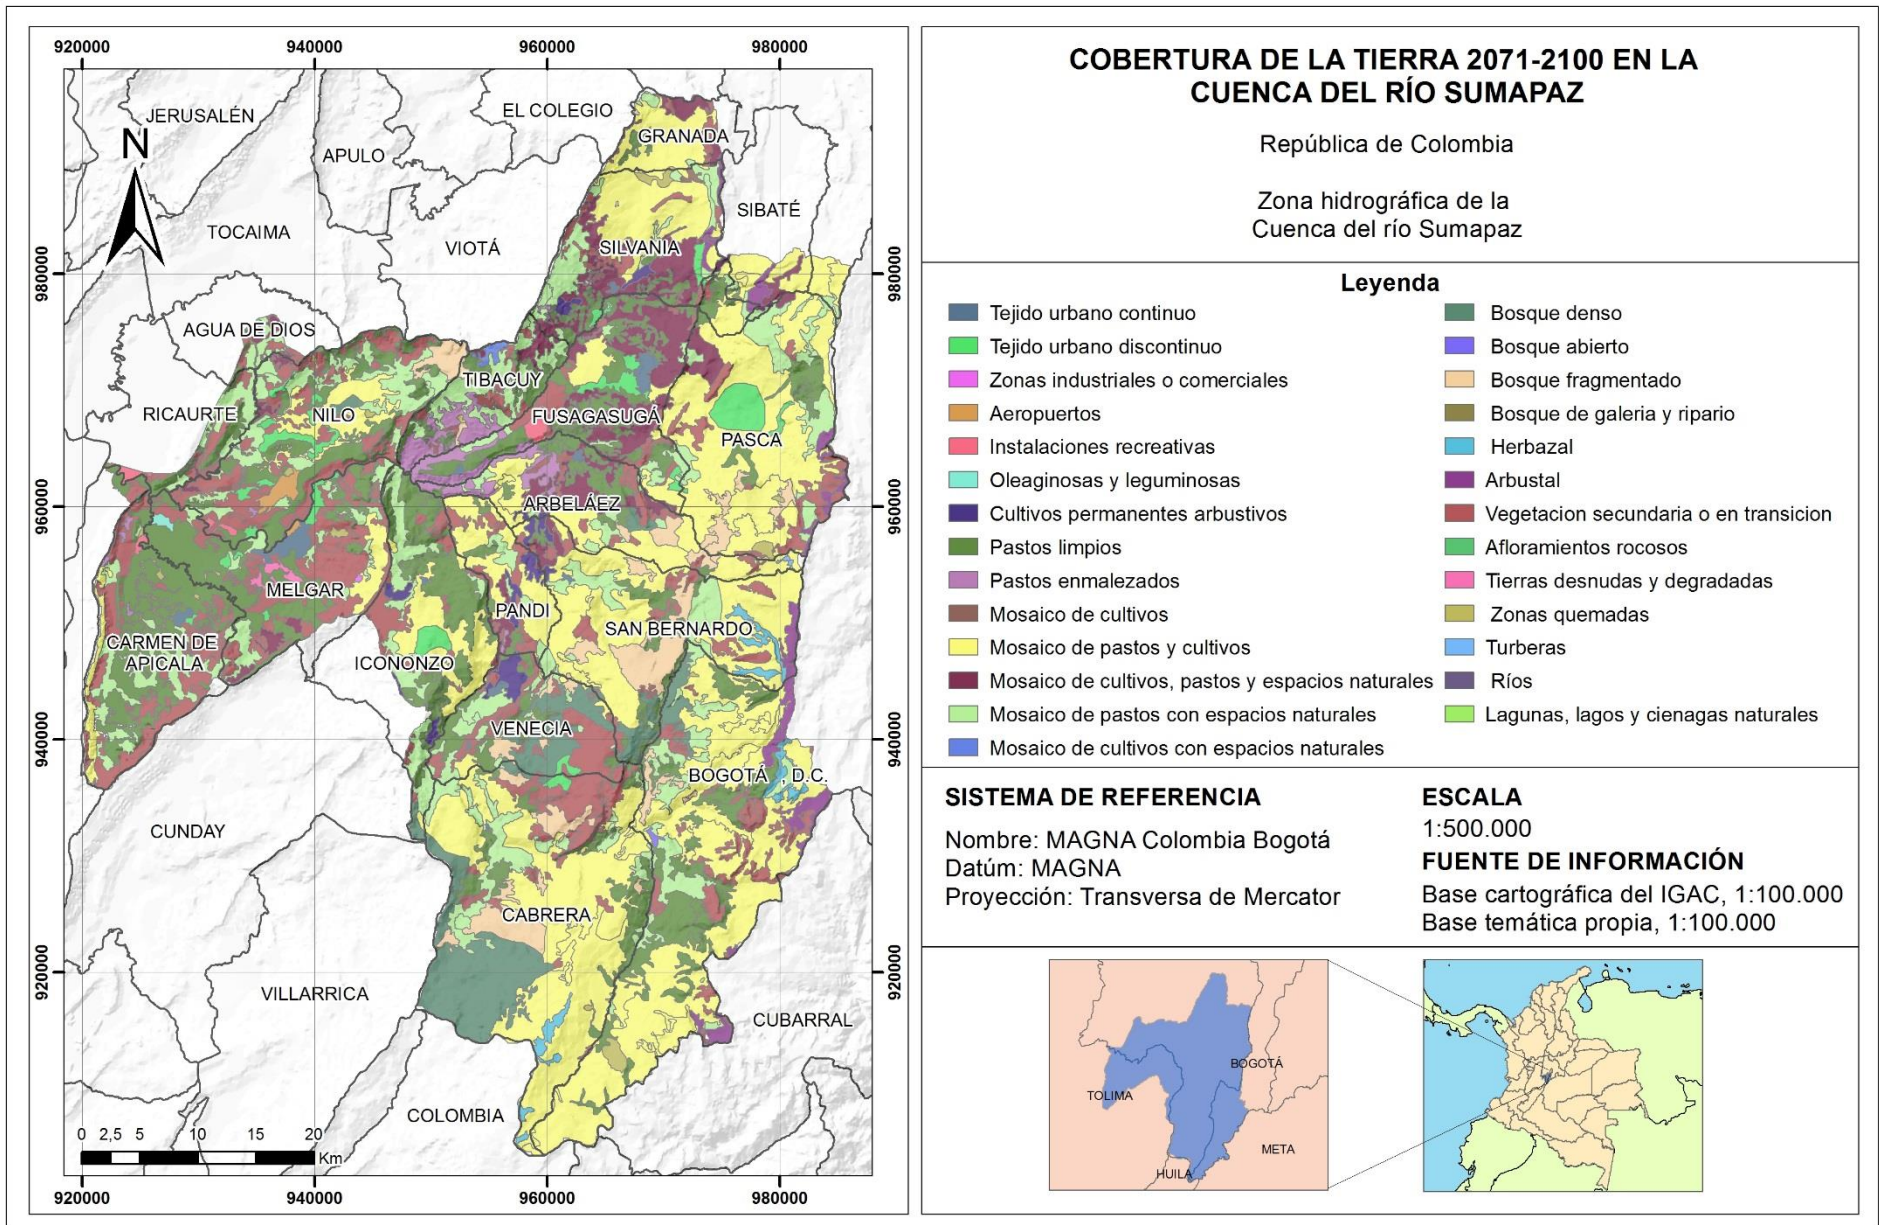 920000
940000
960000
980000
JERUSALÉN
EL COLEGIO
GRANADA
N
APULO
SIBATÉ
TOCAIMA
VIOTÁ
SILVANIA
980000
980000
AGUA DE DIOS
TIBACUY
RICAURTE
NILO
FUSAGASUGÁ
PASCA
960000
ARBELÁEZ
960000
MELGAR
PANDI
SAN BERNARDO
CARMEN DE
APICALA
ICONONZO
VENECIA
940000
940000
BOGOTÁ , D.C.
CUNDAY
CABRERA
920000
920000
VILLARRICA
CUBARRAL
COLOMBIA
0 2,5 5 10 15 20
Km
920000
940000
960000
980000
COBERTURA DE LA TIERRA 2071-2100 EN LA
CUENCA DEL RÍO SUMAPAZ
República de Colombia
Zona hidrográfica de la
Cuenca del río Sumapaz
Leyenda
Tejido urbano continuo
Tejido urbano discontinuo
Zonas industriales o comerciales
Aeropuertos
Instalaciones recreativas
Oleaginosas y leguminosas
Cultivos permanentes arbustivos
Pastos limpios
Pastos enmalezados
Mosaico de cultivos
Mosaico de pastos y cultivos
Mosaico de cultivos, pastos y espacios naturales
Mosaico de pastos con espacios naturales
Mosaico de cultivos con espacios naturales
Bosque denso
Bosque abierto
Bosque fragmentado
Bosque de galeria y ripario
Herbazal
Arbustal
Vegetacion secundaria o en transicion
Afloramientos rocosos
Tierras desnudas y degradadas
Zonas quemadas
Turberas
Ríos
Lagunas, lagos y cienagas naturales
SISTEMA DE REFERENCIA
Nombre: MAGNA Colombia Bogotá
Datúm: MAGNA
Proyección: Transversa de Mercator
ESCALA
1:500.000
FUENTE DE INFORMACIÓN
Base cartográfica del IGAC, 1:100.000
Base temática propia, 1:100.000
BOGOTÁ
TOLIMA
META
HUILA